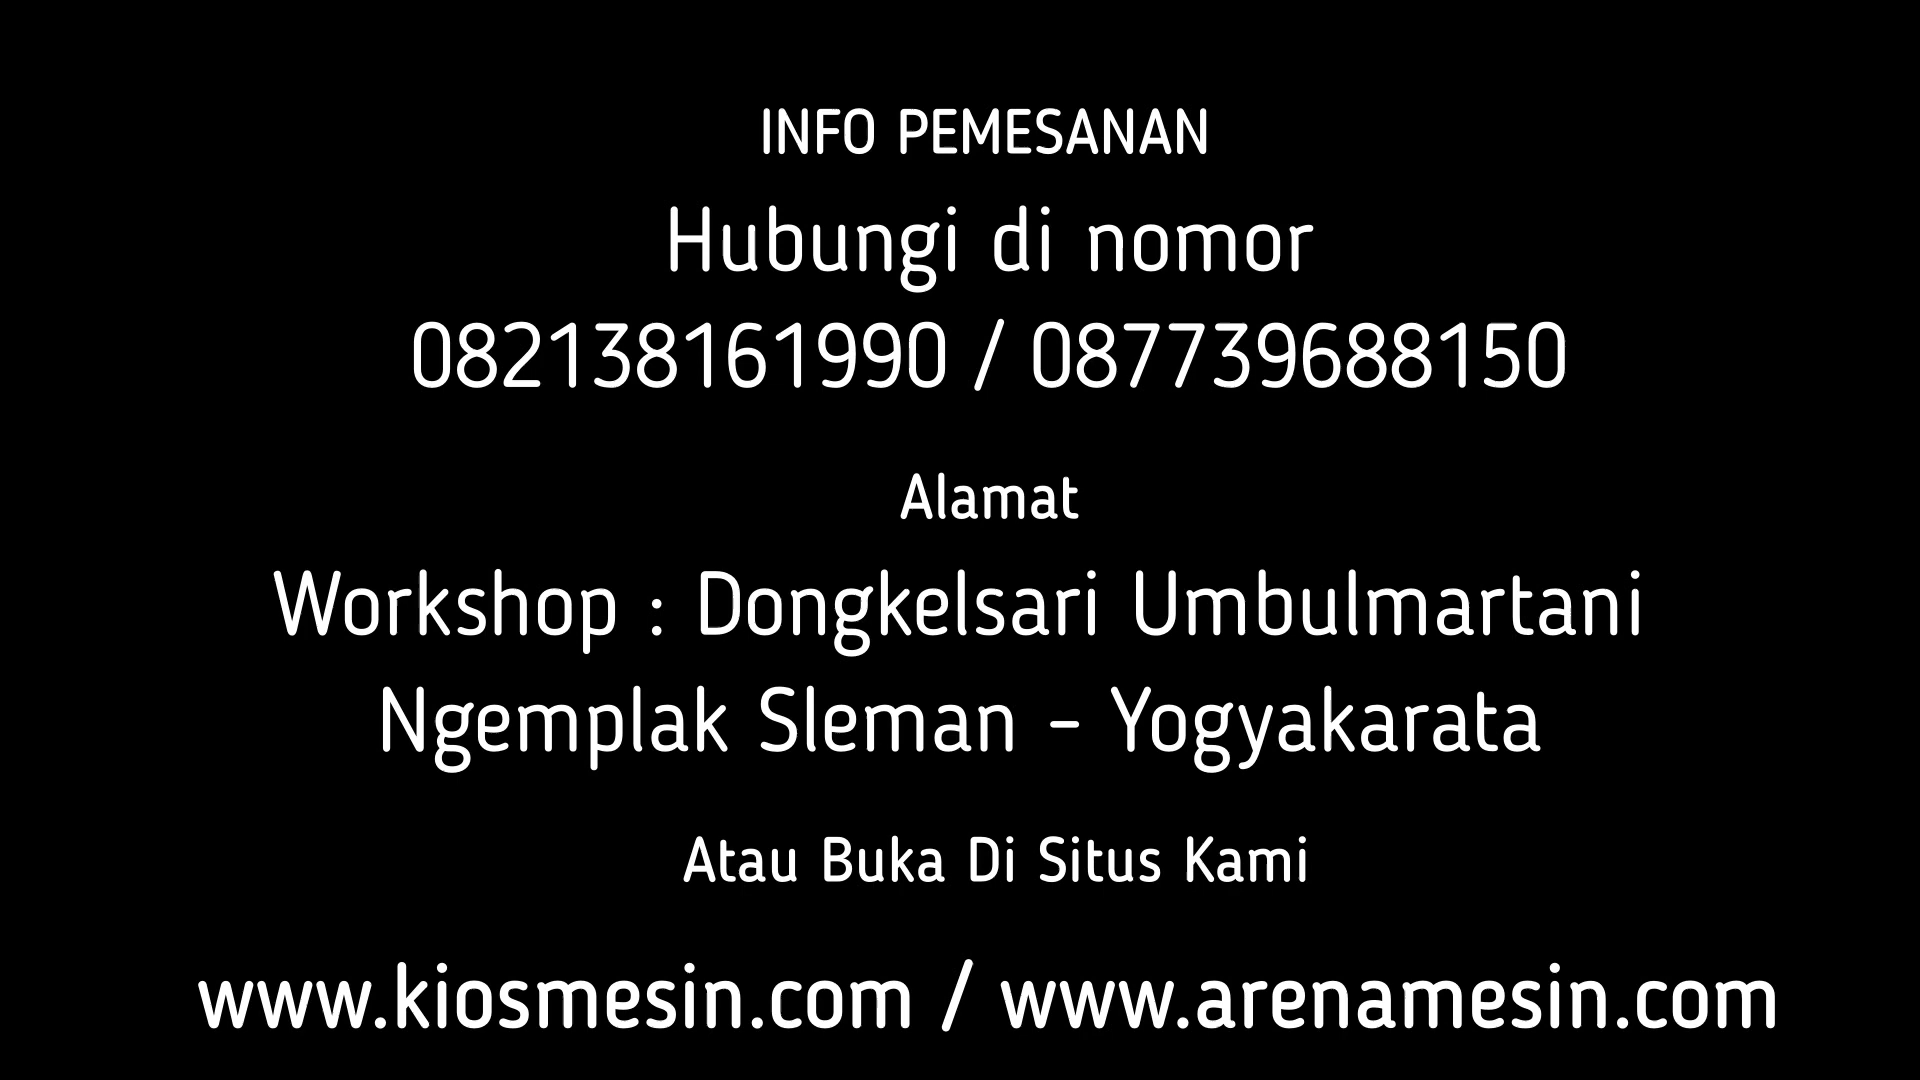 INFO PEMESANAN
Hubungi di nomor
082138161990 / 087739688150
Alamat
Workshop : Dongkelsari Umbulmartani
Ngemplak Sleman - Yogyakarata
Atau Buka Di Situs Kami
www.kiosmesin.com / www.arenamesin.com